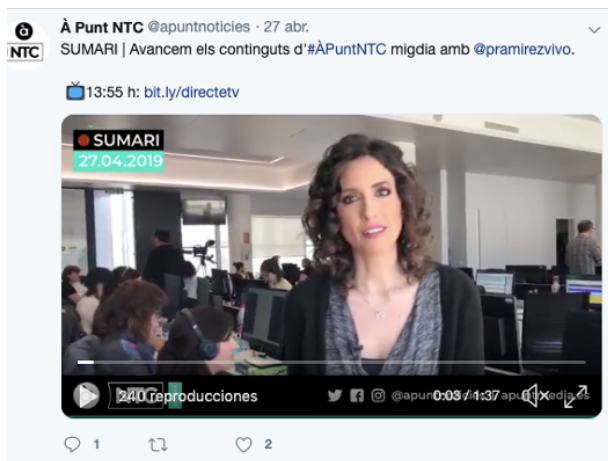 à
NTC
À Punt NTC @apuntnoticies · 27 abr.
SUMARI | Avancem els continguts d'#ÀPuntNTC migdia amb @pramirezvivo.
13:55 h: bit.ly/directetv
SUMARI
27.04.2019
240 reproducciones
0:03 / 1:37
1
2